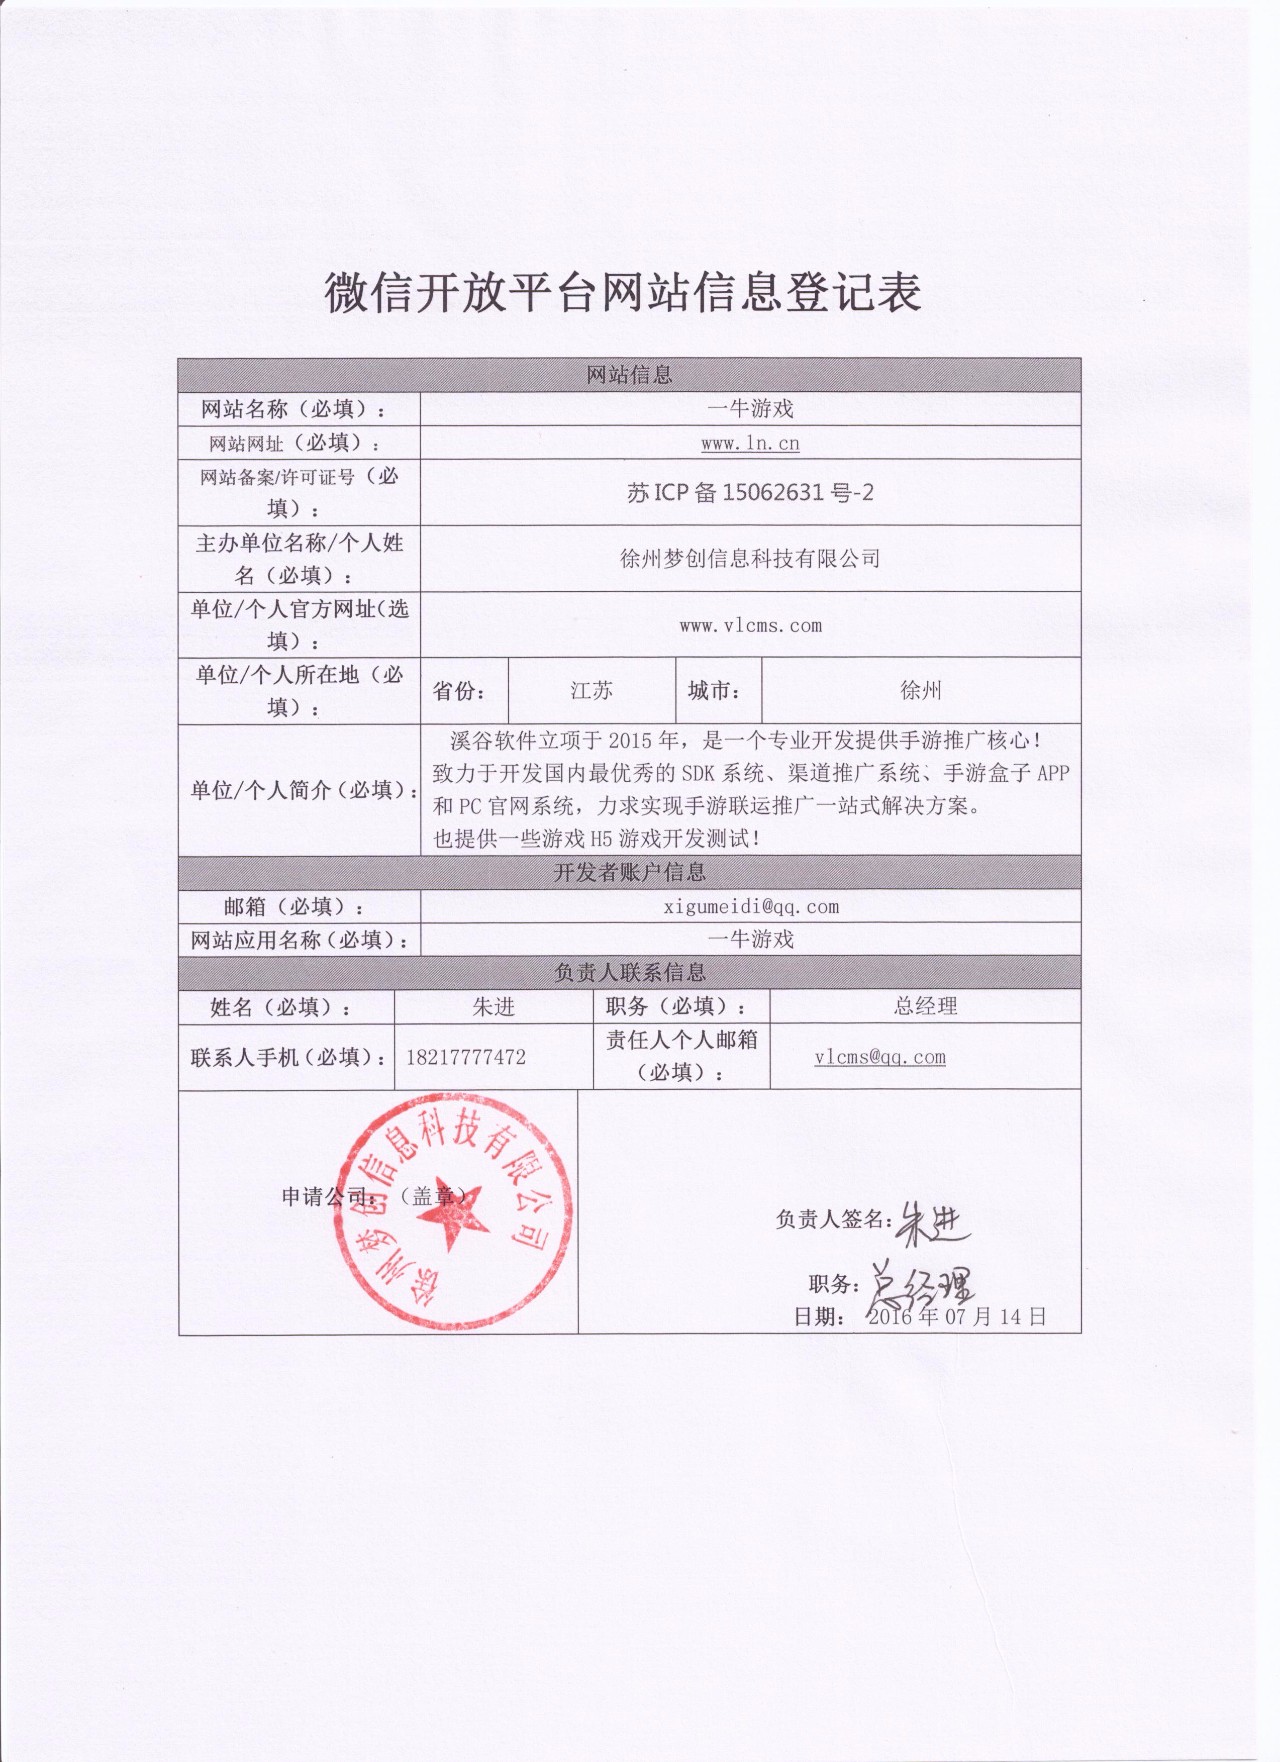 微信开放平台网站信息登记表
网站信息
网站名称（必填）： 一牛游戏
网站网址（必填）： www.1n.cn
网站备案/许可证号（必
填）： 苏ICP备15062631号-2
主办单位名称/个人姓
名（必填）： 徐州梦创信息科技有限公司
单位/个人官方网址（选
填）： www.vlcms.com
单位/个人所在地（必
填）： 省份： 江苏 城市： 徐州
单位/个人简介（必填）：
溪谷软件立项于2015年，是一个专业开发提供手游推广核心！
致力于开发国内最优秀的SDK系统、渠道推广系统、手游盒子APP
和PC官网系统，力求实现手游联运推广一站式解决方案。
也提供一些游戏H5游戏开发测试！
开发者账户信息
邮箱（必填）： xigumeidi@qq.com
网站应用名称（必填）： 一牛游戏
负责人联系信息
姓名（必填）： 朱进 职务（必填）： 总经理
联系人手机（必填）： 18217777472 责任人个人邮箱
（必填）： vlcms@qq.com
申请公司：（盖章）
徐州梦创信息科技有限公司
负责人签名：朱进
职务：总经理
日期： 2016年07月14日